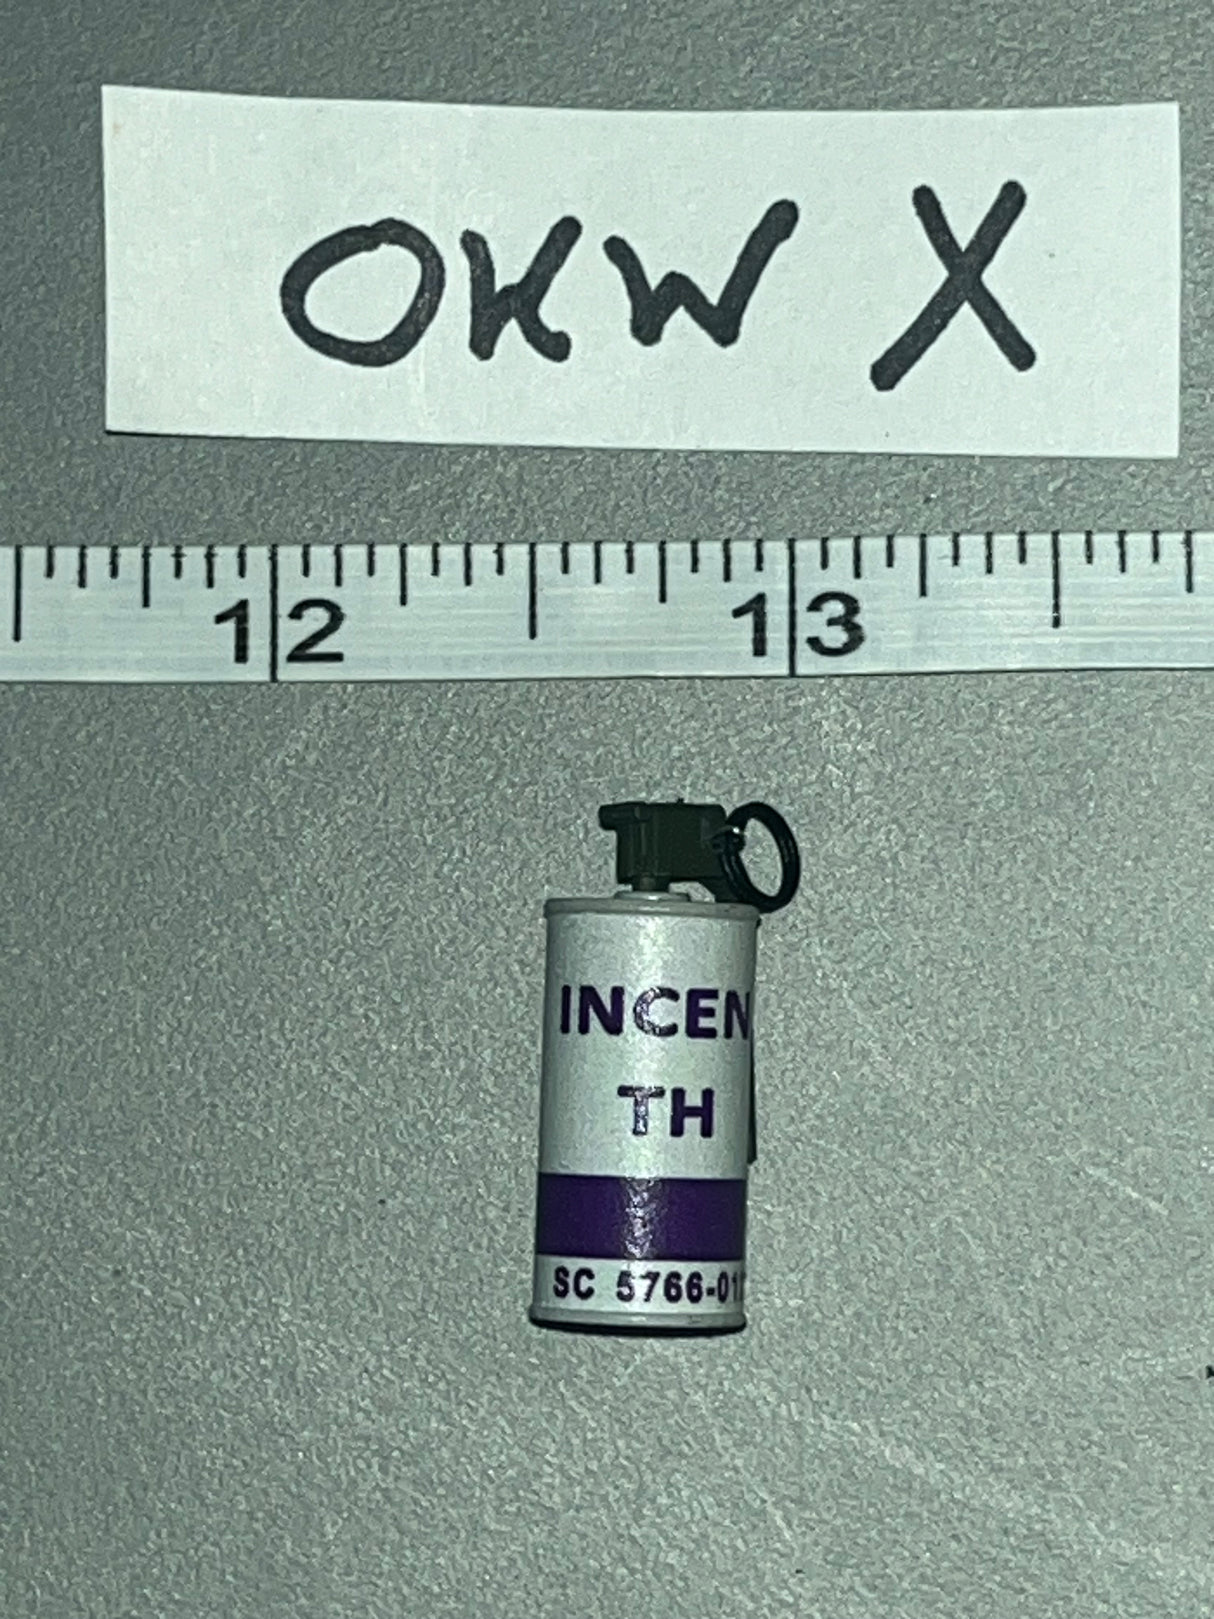 OKW X
12 13
INCEN
TH
SC 5766-01